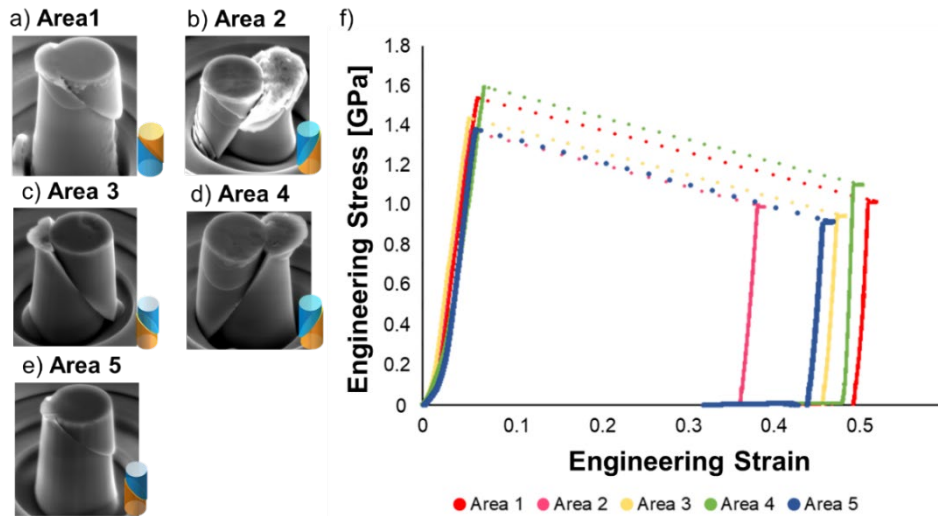 a) Area1
b) Area 2
c) Area 3
d) Area 4
e) Area 5
f)
Engineering Stress [GPa]
1.8
1.6
1.4
1.2
1.0
0.8
0.6
0.4
0.2
0
0
0.1
0.2
0.3
0.4
0.5
Engineering Strain
Area 1
Area 2
Area 3
Area 4
Area 5